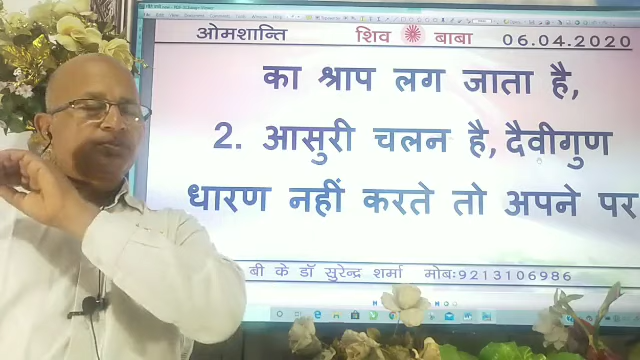 ओमशान्ति शिव बाबा 06.04.2020
का श्राप लग जाता है,
2. आसुरी चलन है, दैवीगुण
धारण नहीं करते तो अपने पर
बी के डॉ सुरेन्द्र शर्मा मोबः9213106986